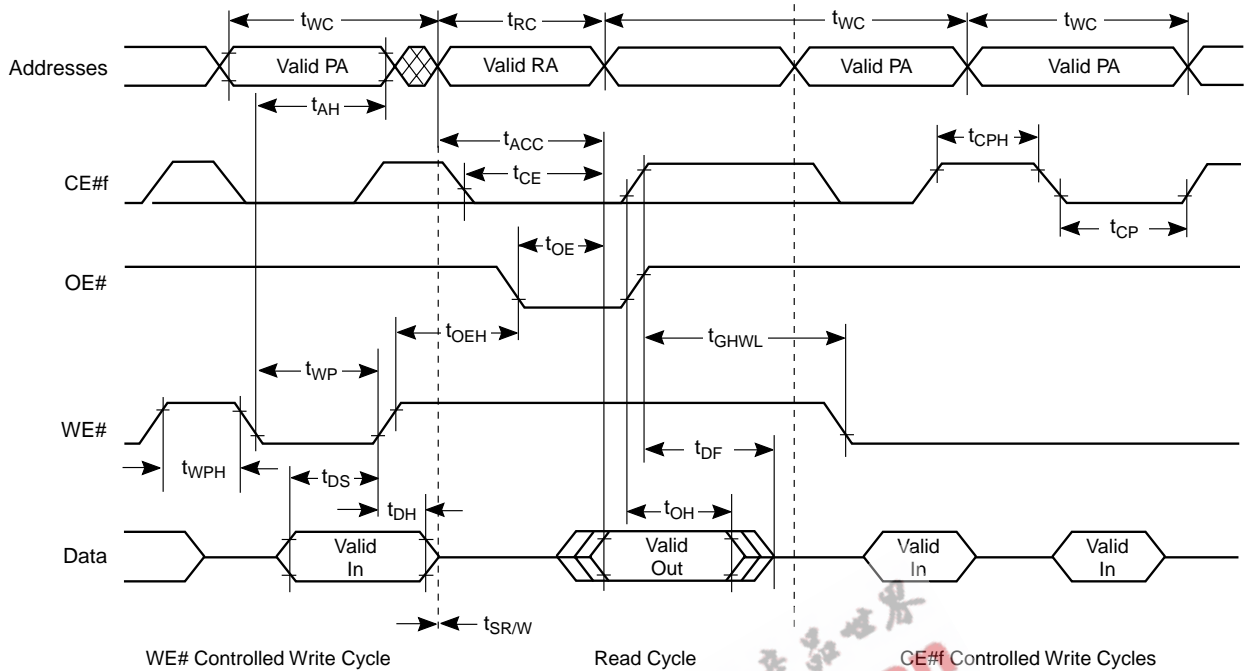 tWC tRC tWC tWC
Addresses Valid PA Valid RA Valid PA Valid PA
tAH
tACC tCPH
CE#f tCE
tCP
tOE
OE#
tOEH tGHWL
tWP
WE#
tDF
tWPH tDS
tDH tOH
Data Valid In Valid Out Valid In Valid In
tSR/W
WE# Controlled Write Cycle Read Cycle CE#f Controlled Write Cycles